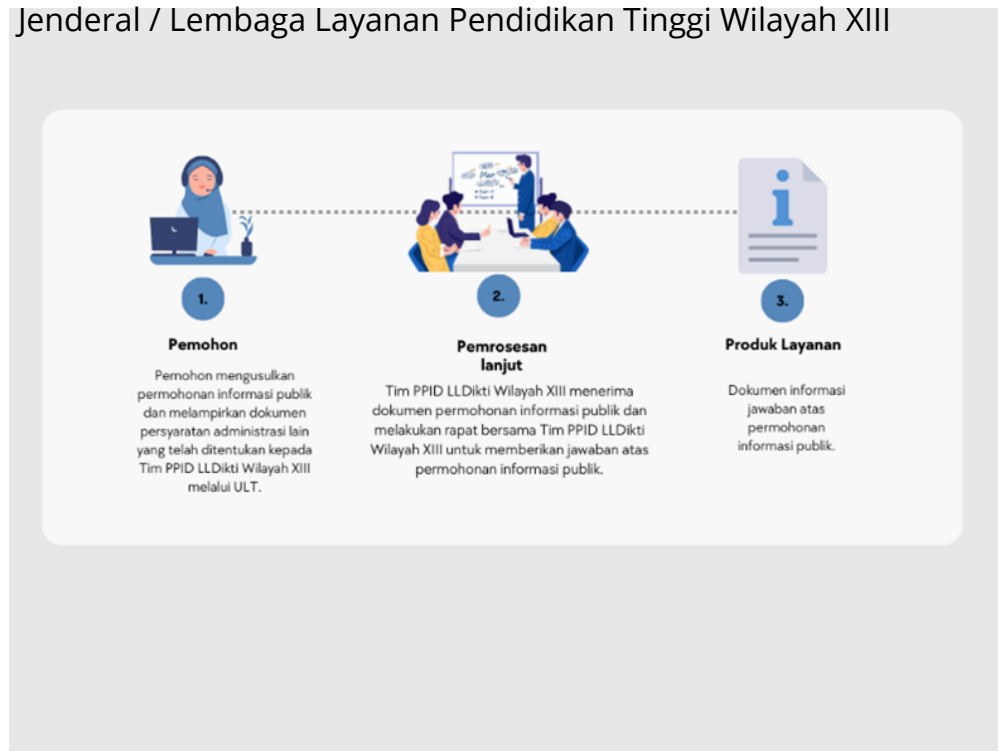 Jenderal / Lembaga Layanan Pendidikan Tinggi Wilayah XIII
1.
Pemohon
Pemohon mengusulkan
permohonan informasi publik
dan melampirkan dokumen
persyaratan administrasi lain
yang telah ditentukan kepada
Tim PPID LLDikti Wilayah XIII
melalui ULT.
2.
Pemrosesan
lanjut
Tim PPID LLDikti Wilayah XIII menerima
dokumen permohonan informasi publik dan
melakukan rapat bersama Tim PPID LLDikti
Wilayah XIII untuk memberikan jawaban atas
permohonan informasi publik.
3.
Produk Layanan
Dokumen informasi
jawaban atas
permohonan
informasi publik.